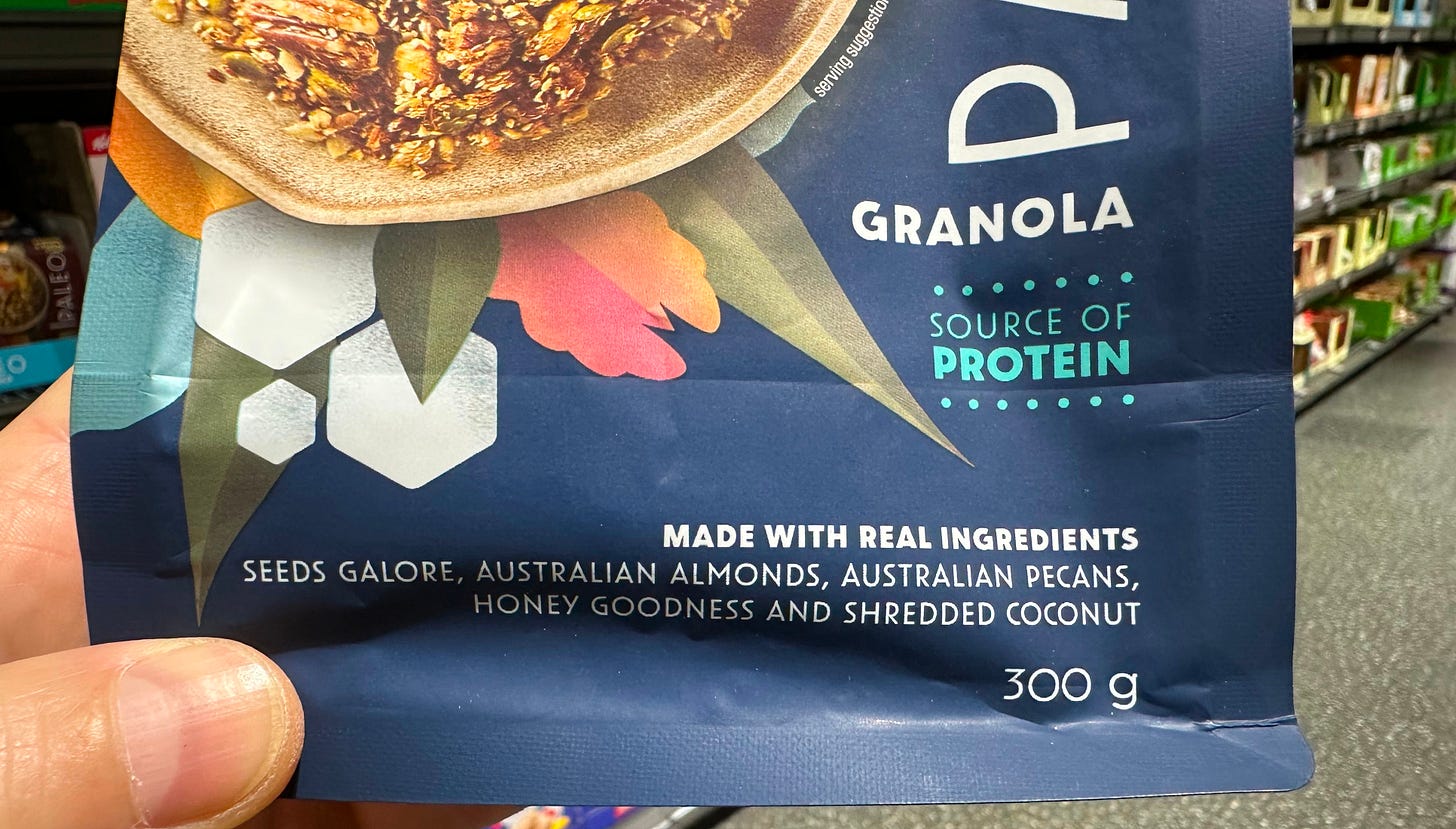 serving suggestion
GRANOLA
SOURCE OF
PROTEIN
MADE WITH REAL INGREDIENTS
SEEDS GALORE, AUSTRALIAN ALMONDS, AUSTRALIAN PECANS,
HONEY GOODNESS AND SHREDDED COCONUT
300 g
PALEO